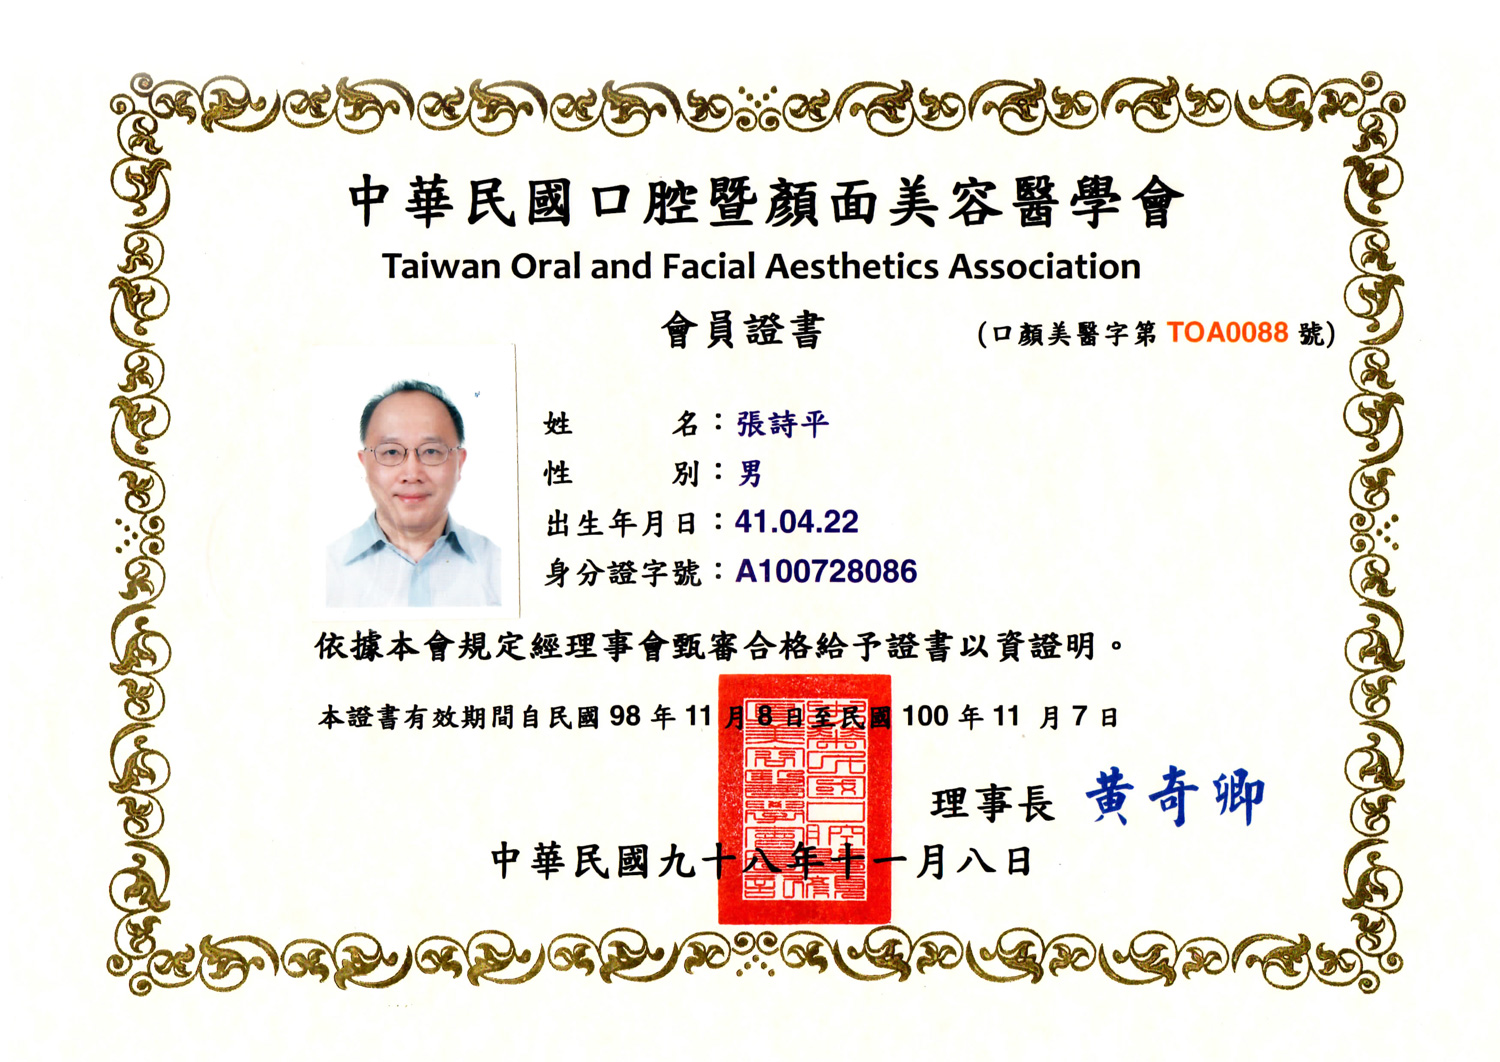 中華民國口腔暨顏面美容醫學會
Taiwan Oral and Facial Aesthetics Association
會員證書
(口顏美醫字第 TOA0088 號)
姓 名：張詩平
性 別：男
出生年月日：41.04.22
身分證字號：A100728086
依據本會規定經理事會甄審合格給予證書以資證明。
本證書有效期間自民國 98 年 11 月 8 日至民國 100 年 11 月 7 日
理事長 黃奇卿
中華民國九十八年十一月八日